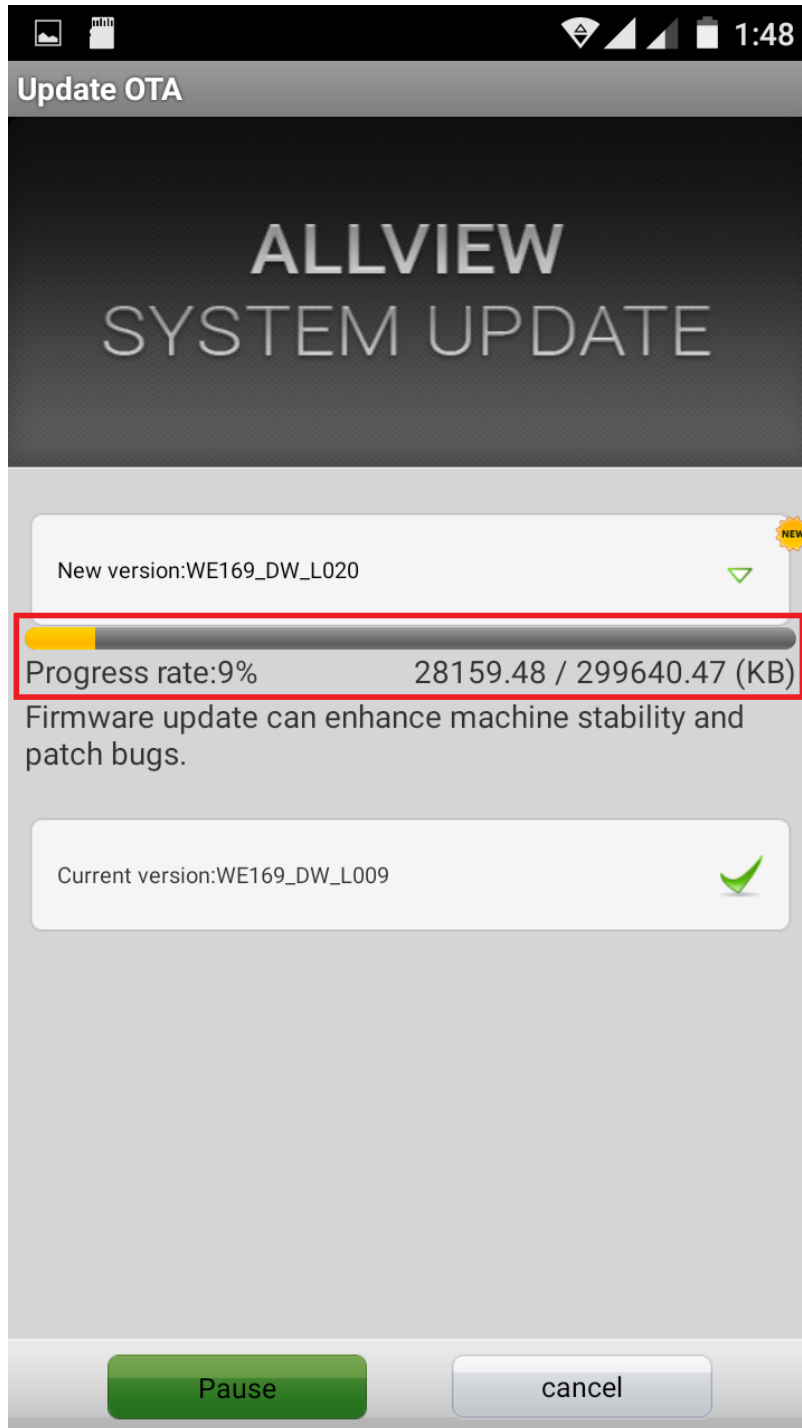 1:48
Update OTA
ALLVIEW
SYSTEM UPDATE
NEW
New version:WE169_DW_L020
Progress rate:9% 28159.48 / 299640.47 (KB)
Firmware update can enhance machine stability and
patch bugs.
Current version:WE169_DW_L009
Pause cancel